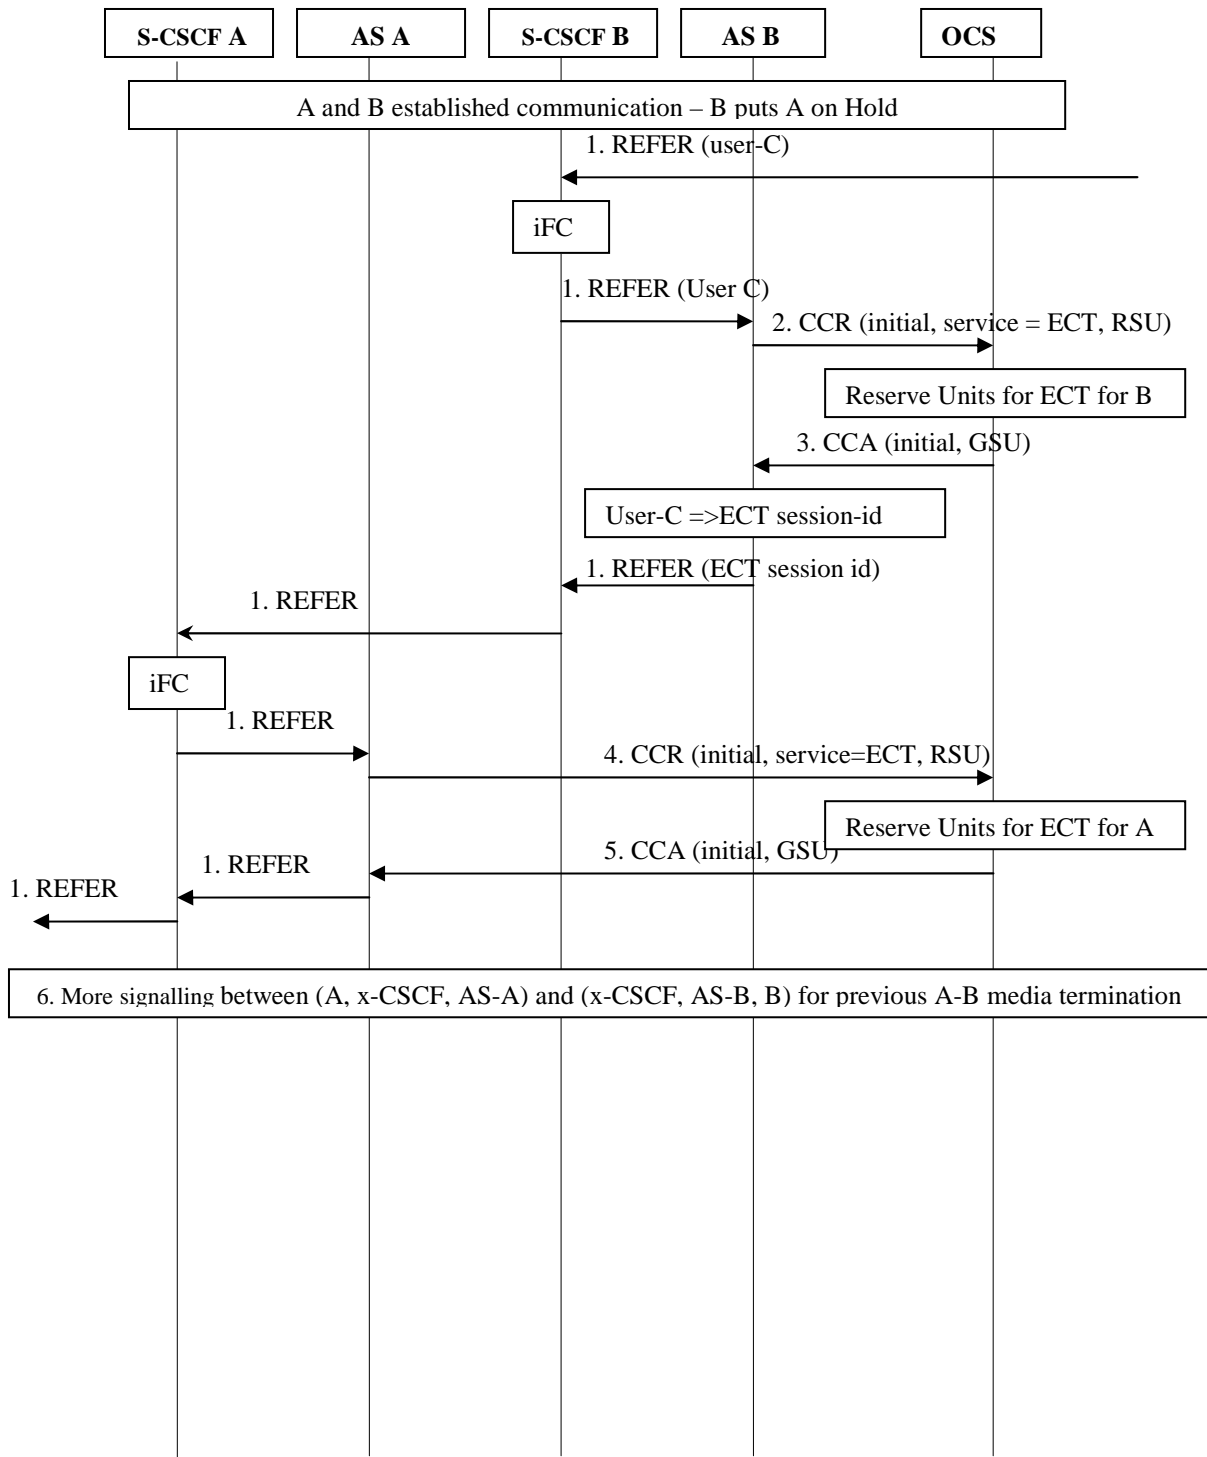 S-CSCF A
AS A
S-CSCF B
AS B
OCS
A and B established communication – B puts A on Hold
1. REFER (user-C)
iFC
1. REFER (User C)
2. CCR (initial, service = ECT, RSU)
Reserve Units for ECT for B
3. CCA (initial, GSU)
User-C =>ECT session-id
1. REFER (ECT session id)
1. REFER
iFC
1. REFER
4. CCR (initial, service=ECT, RSU)
Reserve Units for ECT for A
5. CCA (initial, GSU)
1. REFER
1. REFER
6. More signalling between (A, x-CSCF, AS-A) and (x-CSCF, AS-B, B) for previous A-B media termination